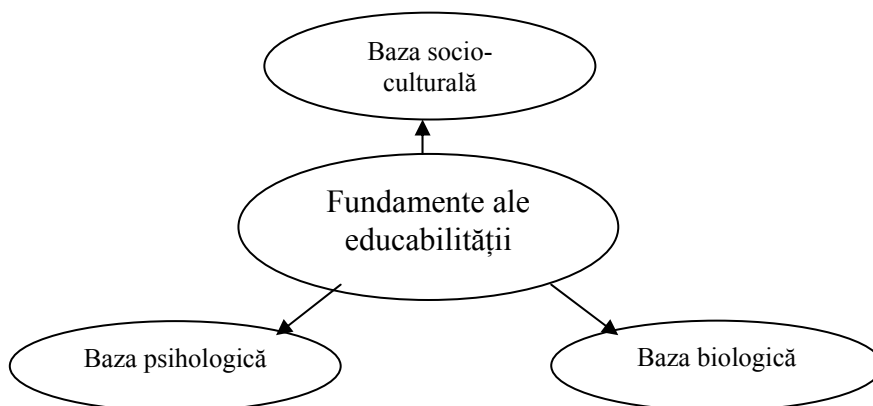 Baza socio-
culturală
Fundamente ale
educabilității
Baza psihologică
Baza biologică